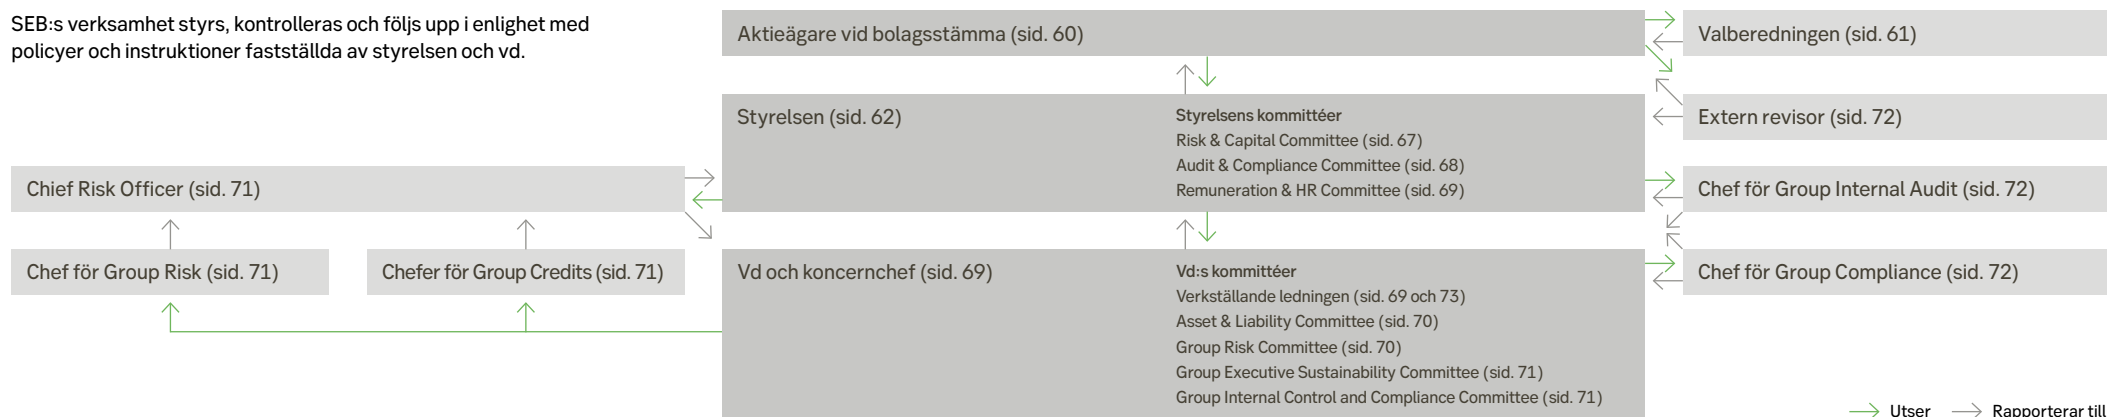 SEB:s verksamhet styrs, kontrolleras och följs upp i enlighet med
policyer och instruktioner fastställda av styrelsen och vd.
Aktieägare vid bolagsstämma (sid. 60)
Valberedningen (sid. 61)
Styrelsen (sid. 62)
Styrelsens kommittéer
Risk & Capital Committee (sid. 67)
Audit & Compliance Committee (sid. 68)
Remuneration & HR Committee (sid. 69)
Extern revisor (sid. 72)
Chief Risk Officer (sid. 71)
Chef för Group Internal Audit (sid. 72)
Chef för Group Risk (sid. 71)
Chefer för Group Credits (sid. 71)
Vd och koncernchef (sid. 69)
Vd:s kommittéer
Verkställande ledningen (sid. 69 och 73)
Asset & Liability Committee (sid. 70)
Group Risk Committee (sid. 70)
Group Executive Sustainability Committee (sid. 71)
Group Internal Control and Compliance Committee (sid. 71)
Chef för Group Compliance (sid. 72)
Utser
Rapporterar till